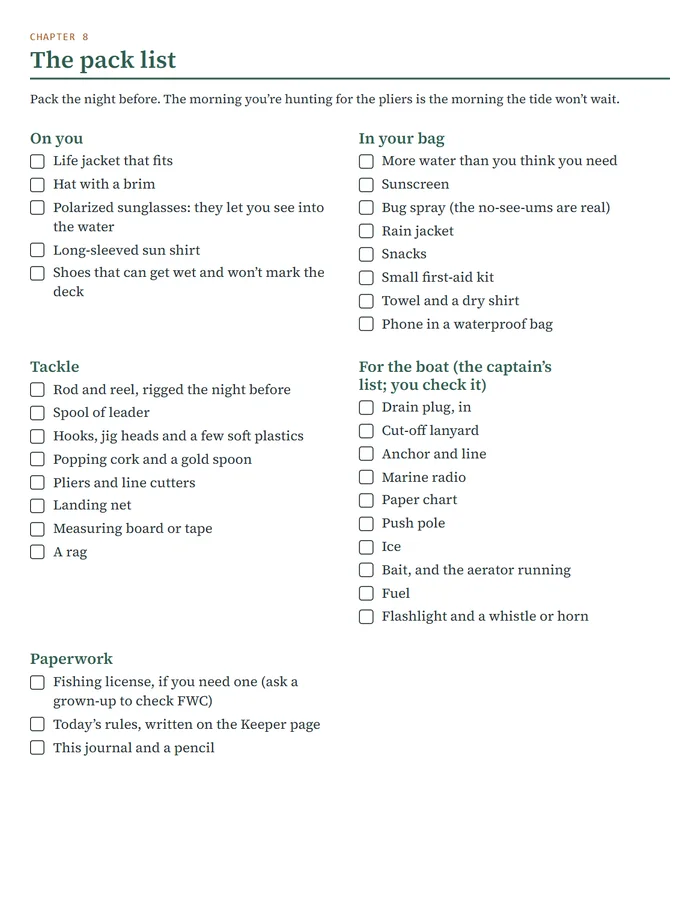 CHAPTER 8
The pack list
Pack the night before. The morning you’re hunting for the pliers is the morning the tide won’t wait.
On you
Life jacket that fits
Hat with a brim
Polarized sunglasses: they let you see into
the water
Long-sleeved sun shirt
Shoes that can get wet and won’t mark the
deck
In your bag
More water than you think you need
Sunscreen
Bug spray (the no-see-ums are real)
Rain jacket
Snacks
Small first-aid kit
Towel and a dry shirt
Phone in a waterproof bag
Tackle
Rod and reel, rigged the night before
Spool of leader
Hooks, jig heads and a few soft plastics
Popping cork and a gold spoon
Pliers and line cutters
Landing net
Measuring board or tape
A rag
For the boat (the captain’s
list; you check it)
Drain plug, in
Cut-off lanyard
Anchor and line
Marine radio
Paper chart
Push pole
Ice
Bait, and the aerator running
Fuel
Flashlight and a whistle or horn
Paperwork
Fishing license, if you need one (ask a
grown-up to check FWC)
Today’s rules, written on the Keeper page
This journal and a pencil